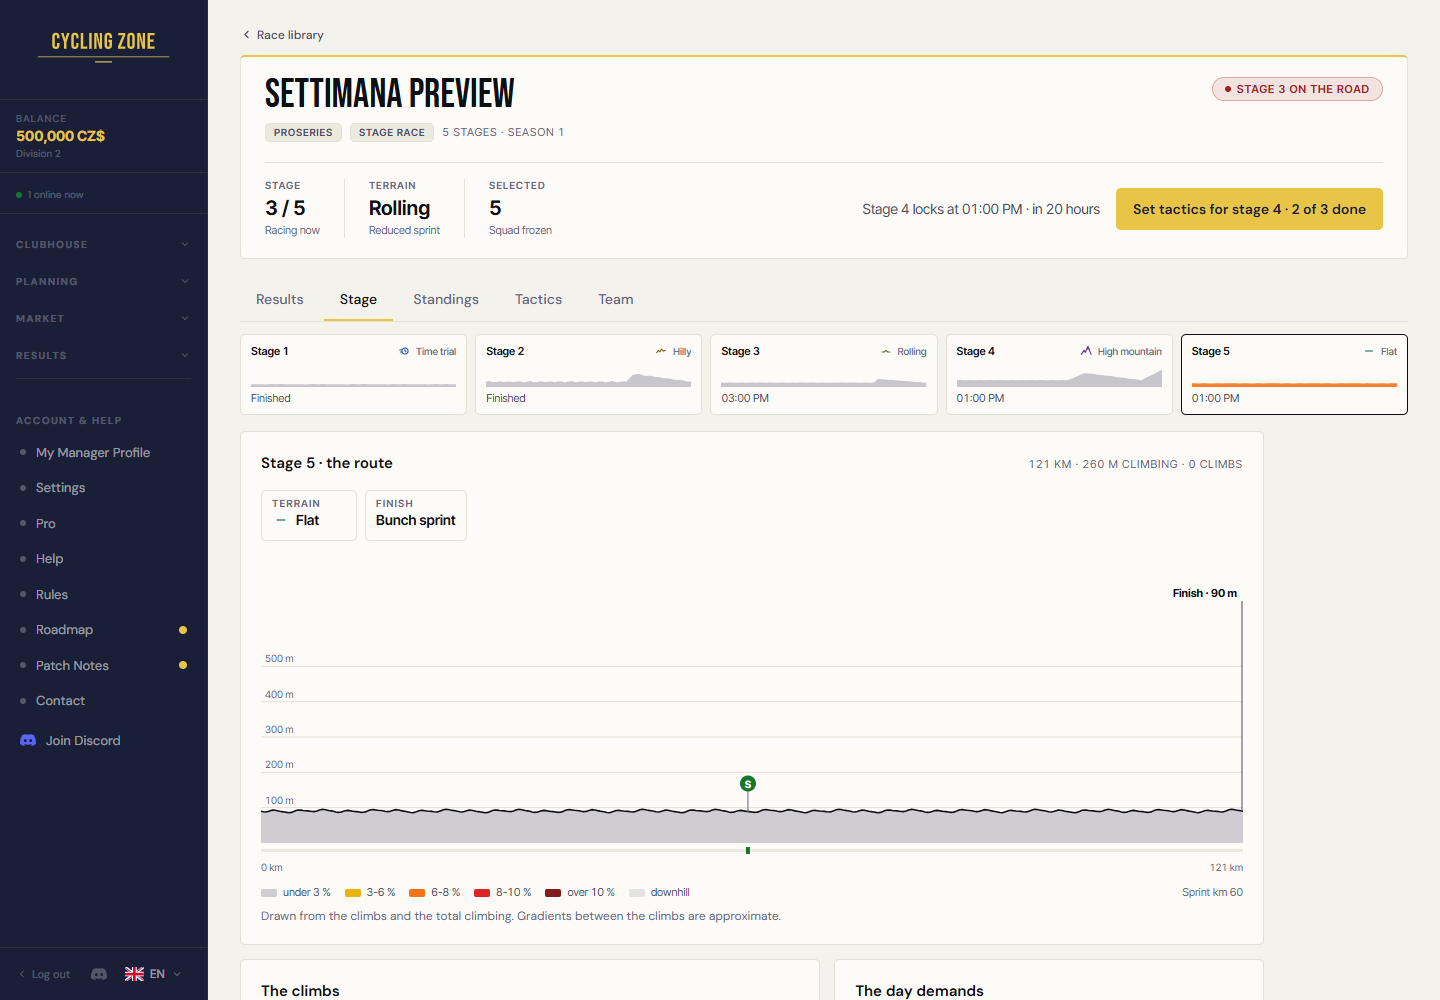 CYCLING ZONE
BALANCE
500,000 CZ$
Division 2
1 online now
CLUBHOUSE
PLANNING
MARKET
RESULTS
ACCOUNT & HELP
My Manager Profile
Settings
Pro
Help
Rules
Roadmap
Patch Notes
Contact
Join Discord
Log out
EN
Race library
SETTIMANA PREVIEW
STAGE 3 ON THE ROAD
PROSERIES STAGE RACE 5 STAGES · SEASON 1
STAGE
3 / 5
Racing now
TERRAIN
Rolling
Reduced sprint
SELECTED
5
Squad frozen
Stage 4 locks at 01:00 PM · in 20 hours
Set tactics for stage 4 · 2 of 3 done
Results Stage Standings Tactics Team
Stage 1 Time trial
Finished
Stage 2 Hilly
Finished
Stage 3 Rolling
03:00 PM
Stage 4 High mountain
01:00 PM
Stage 5 Flat
01:00 PM
Stage 5 · the route
121 KM · 260 M CLIMBING · 0 CLIMBS
TERRAIN
Flat
FINISH
Bunch sprint
Finish · 90 m
500 m
400 m
300 m
200 m
S
100 m
0 km 121 km
under 3 % 3-6 % 6-8 % 8-10 % over 10 % downhill
Sprint km 60
Drawn from the climbs and the total climbing. Gradients between the climbs are approximate.
The climbs
The day demands